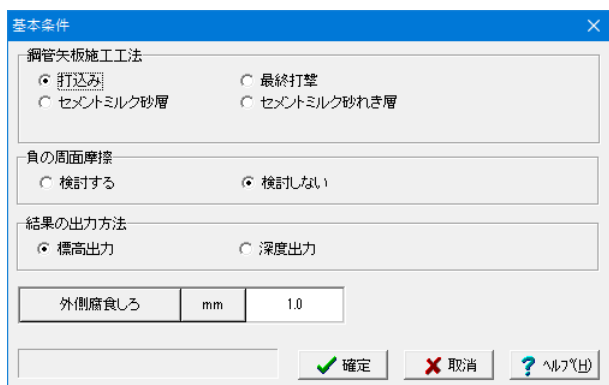 基本条件
鋼管矢板施工工法
打込み 最終打撃
セメントミルク砂層 セメントミルク砂れき層
負の周面摩擦
検討する 検討しない
結果の出力方法
標高出力 深度出力
外側腐食しろ mm 1.0
確定 取消 ヘルプ(H)